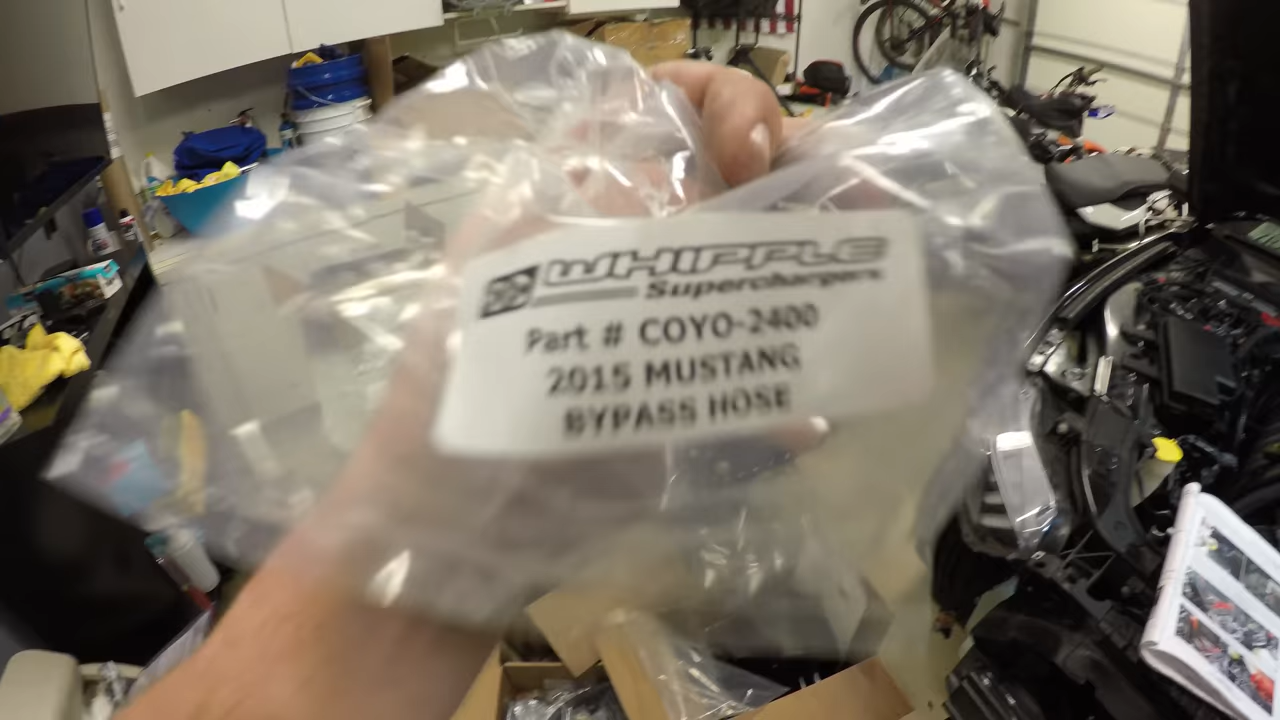 WHIPPLE
Superchargers
Part # COYO-2400
2015 MUSTANG
BYPASS HOSE